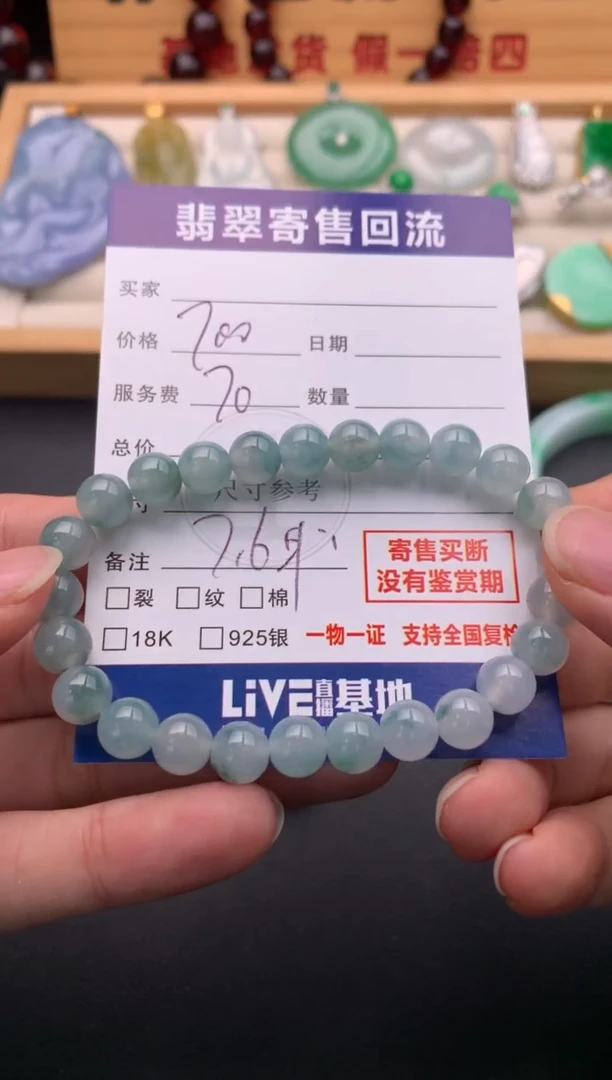 假一赔四
翡翠寄售回流
买家
价格 700 日期
服务费 70 数量
总价
寸 尺寸参考
备注 7.6
寄售买断
没有鉴赏期
□裂 □纹 □棉
□18K □925银 一物一证 支持全国复检
LiVE直播基地